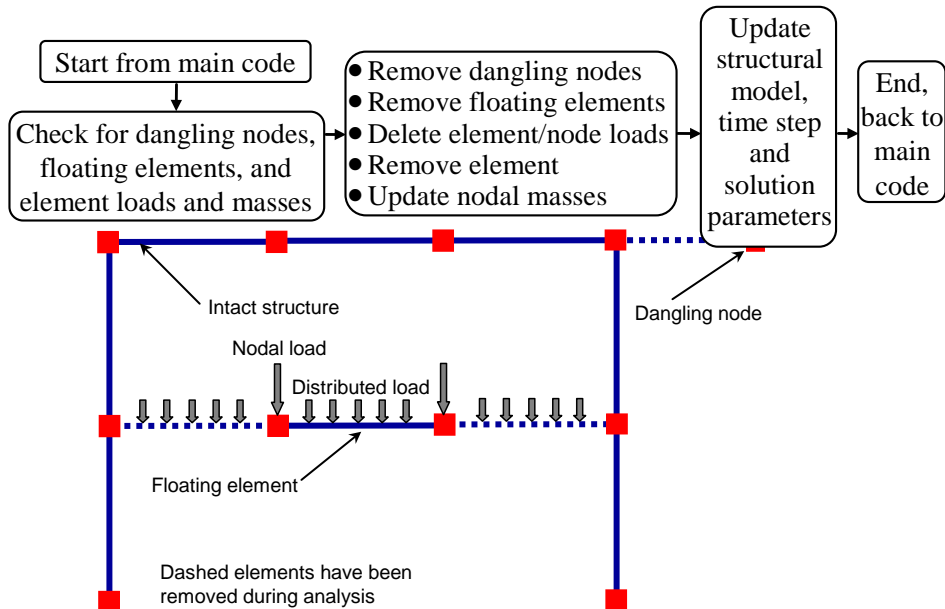 Start from main code
Check for dangling nodes,
floating elements, and
element loads and masses
• Remove dangling nodes
• Remove floating elements
• Delete element/node loads
• Remove element
• Update nodal masses
Update
structural
model,
time step
and
solution
parameters
End,
back to
main
code
Intact structure
Dangling node
Nodal load
Distributed load
Floating element
Dashed elements have been
removed during analysis